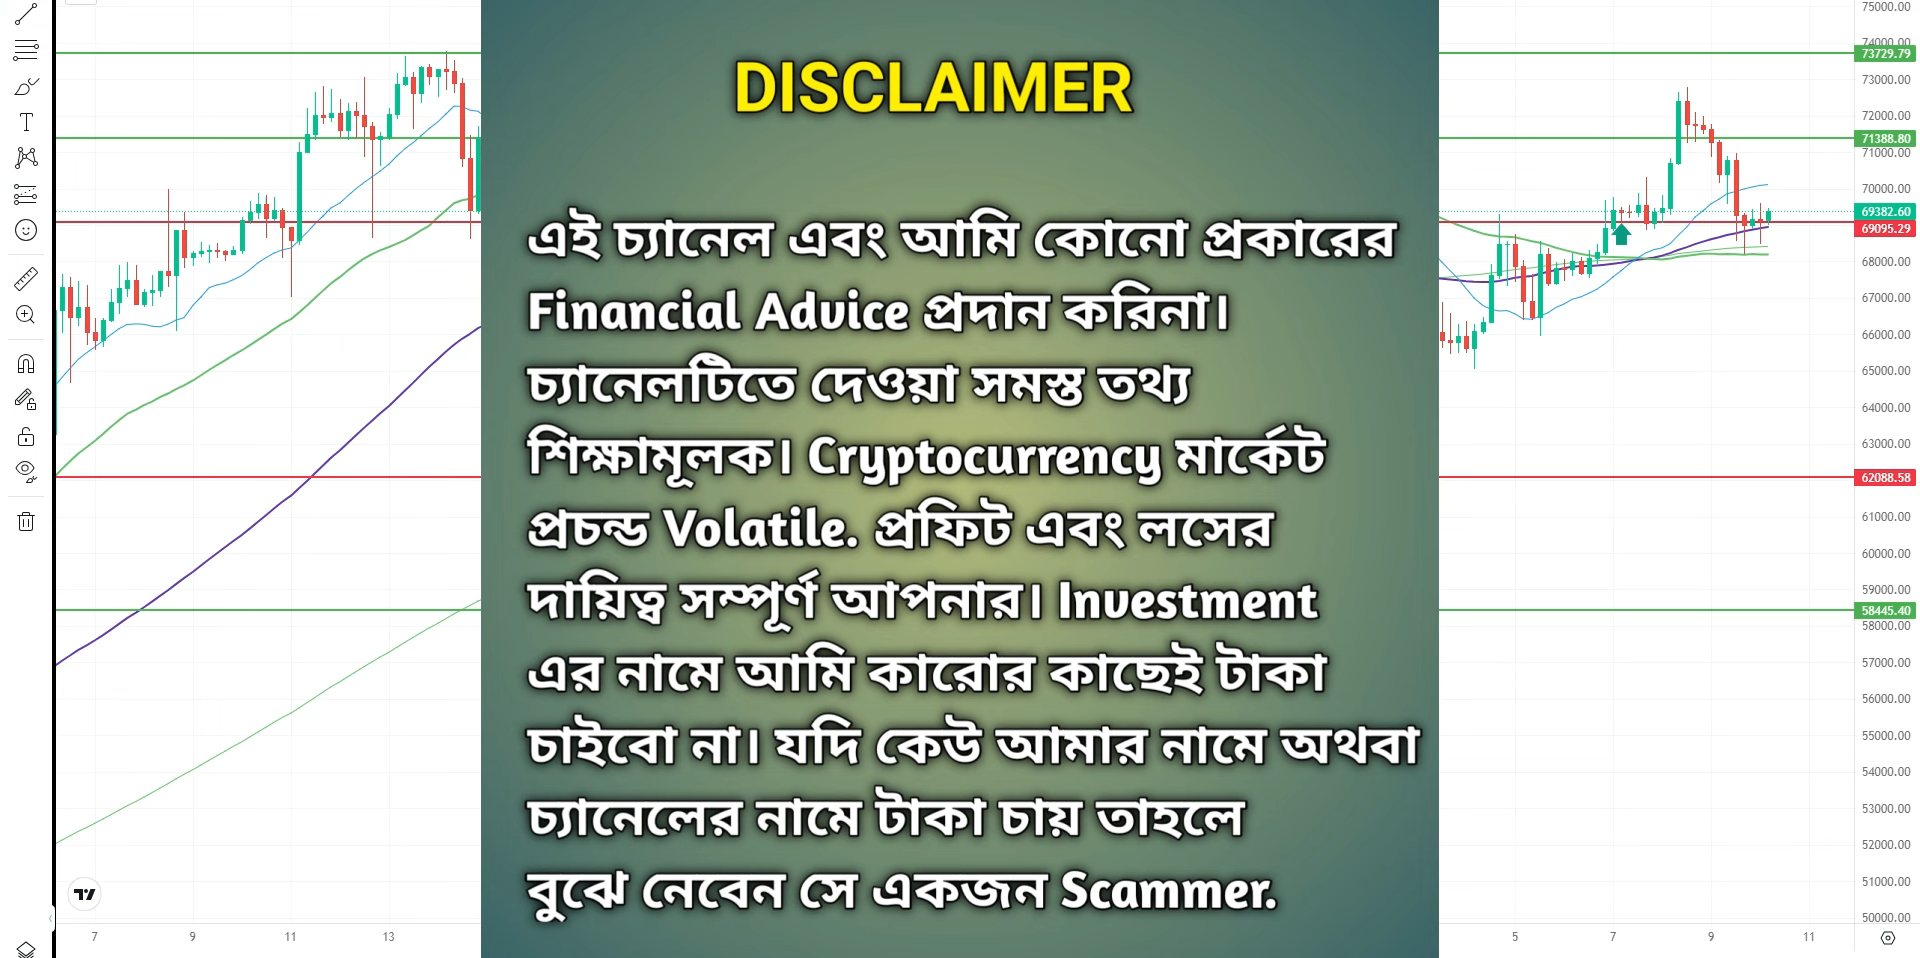 DISCLAIMER
এই চ্যানেল এবং আমি কোনো প্রকারের
Financial Advice প্রদান করিনা।
চ্যানেলটিতে দেওয়া সমস্ত তথ্য
শিক্ষামূলক। Cryptocurrency মার্কেট
প্রচন্ড Volatile. প্রফিট এবং লসের
দায়িত্ব সম্পূর্ণ আপনার। Investment
এর নামে আমি কারোর কাছেই টাকা
চাইবো না। যদি কেউ আমার নামে অথবা
চ্যানেলের নামে টাকা চায় তাহলে
বুঝে নেবেন সে একজন Scammer.
75000.00
74000.00
73729.79
73000.00
72000.00
71388.80
71000.00
70000.00
69382.60
69095.29
68000.00
67000.00
66000.00
65000.00
64000.00
63000.00
62088.58
61000.00
60000.00
59000.00
58445.40
58000.00
57000.00
56000.00
55000.00
54000.00
53000.00
52000.00
51000.00
50000.00
7 9 11 13
5 7 9 11